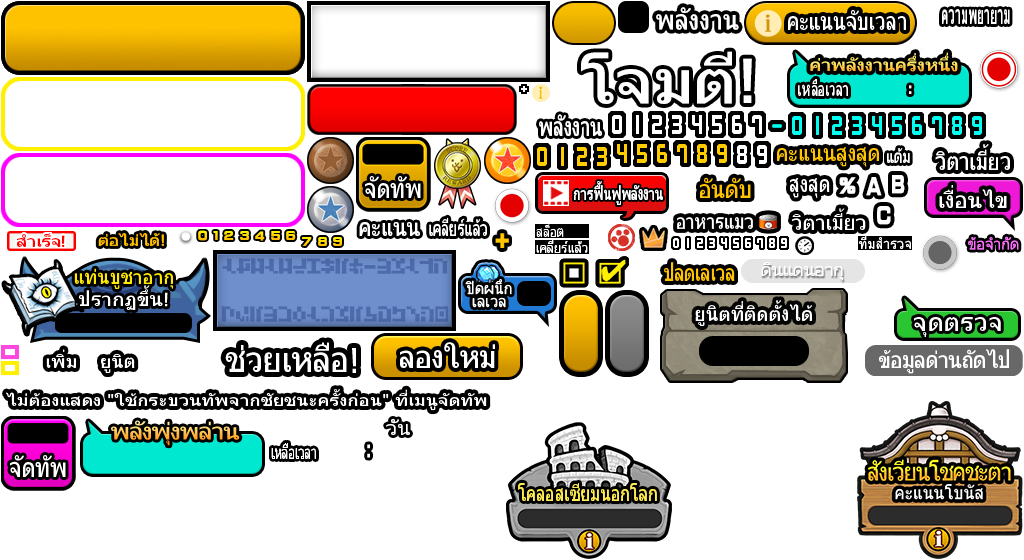 พลังงาน
คะแนนจับเวลา
ความพยายาม
โจมตี!
ค่าพลังงานครึ่งหนึ่ง
เหลือเวลา :
พลังงาน 01234567-0123456789
0123456789 89
คะแนนสูงสุด แต้ม
จัดทัพ
การฟื้นฟูพลังงาน
อันดับ
สูงสุด % A B
วิตาเมี้ยว
เงื่อนไข
คะแนน
เคลียร์แล้ว
อาหารแมว
วิตาเมี้ยว C
สำเร็จ!
ต่อไม่ได้!
0123456
789
+
สล็อต
เคลียร์แล้ว
0123456789
ทีมสำรวจ
ข้อจำกัด
แท่นบูชาอากุ
ปรากฏขึ้น!
ปิดผนึก
เลเวล
ปลดเลเวล
ดินแดนอากุ
ยูนิตที่ติดตั้งได้
จุดตรวจ
เพิ่ม
ยูนิต
ช่วยเหลือ!
ลองใหม่
ข้อมูลด่านถัดไป
ไม่ต้องแสดง "ใช้กระบวนทัพจากชัยชนะครั้งก่อน" ที่เมนูจัดทัพ
จัดทัพ
พลังพุ่งพล่าน
เหลือเวลา :
วัน
โคลอสเซียมนอกโลก
สังเวียนโชคชะตา
คะแนนโบนัส